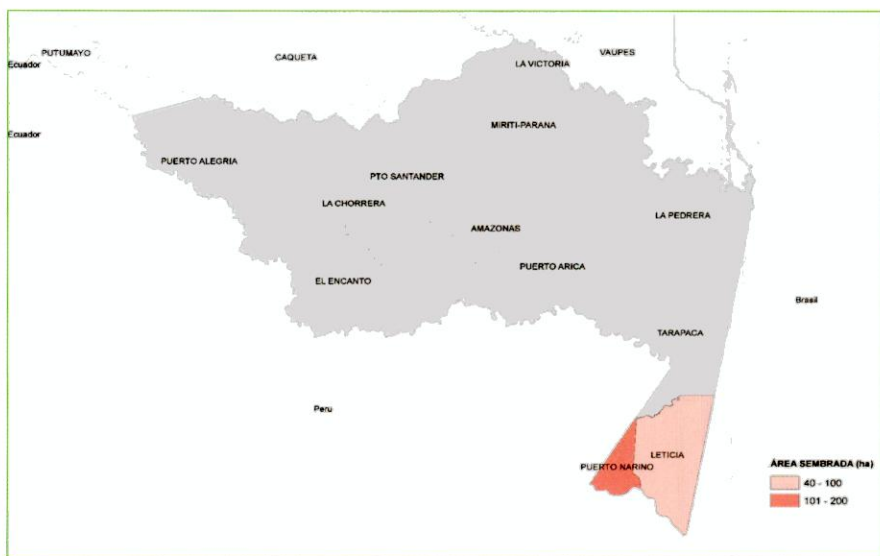 PUTUMAYO
Ecuador
CAQUETA
VAUPES
LA VICTORIA
Ecuador
MIRITI-PARANA
PUERTO ALEGRIA
PTO SANTANDER
LA CHORRERA
LA PEDRERA
AMAZONAS
PUERTO ARICA
EL ENCANTO
Brasil
TARAPACA
Peru
LETICIA
PUERTO NARINO
ÁREA SEMBRADA (ha)
40 - 100
101 - 200